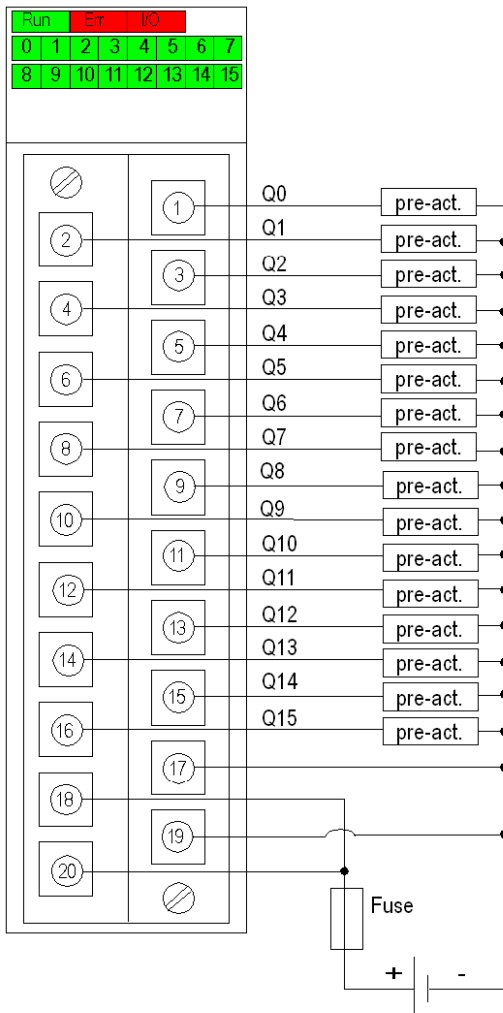 Run Err I/O
0 1 2 3 4 5 6 7
8 9 10 11 12 13 14 15
1 Q0 pre-act.
2 Q1 pre-act.
3 Q2 pre-act.
4 Q3 pre-act.
5 Q4 pre-act.
6 Q5 pre-act.
7 Q6 pre-act.
8 Q7 pre-act.
9 Q8 pre-act.
10 Q9 pre-act.
11 Q10 pre-act.
12 Q11 pre-act.
13 Q12 pre-act.
14 Q13 pre-act.
15 Q14 pre-act.
16 Q15 pre-act.
17
18
19
20
Fuse
+ -